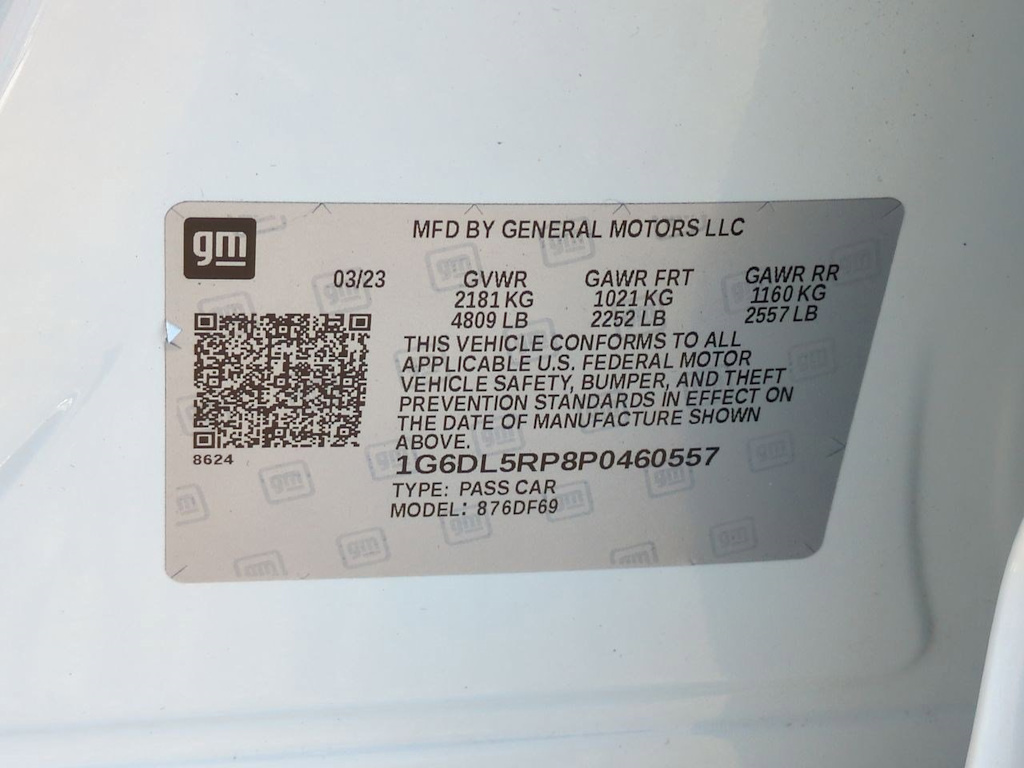 gm
MFD BY GENERAL MOTORS LLC
03/23 GVWR GAWR FRT GAWR RR
2181 KG 1021 KG 1160 KG
4809 LB 2252 LB 2557 LB
THIS VEHICLE CONFORMS TO ALL
APPLICABLE U.S. FEDERAL MOTOR
VEHICLE SAFETY, BUMPER, AND THEFT
PREVENTION STANDARDS IN EFFECT ON
THE DATE OF MANUFACTURE SHOWN
ABOVE.
8624
1G6DL5RP8P0460557
TYPE: PASS CAR
MODEL: 876DF69